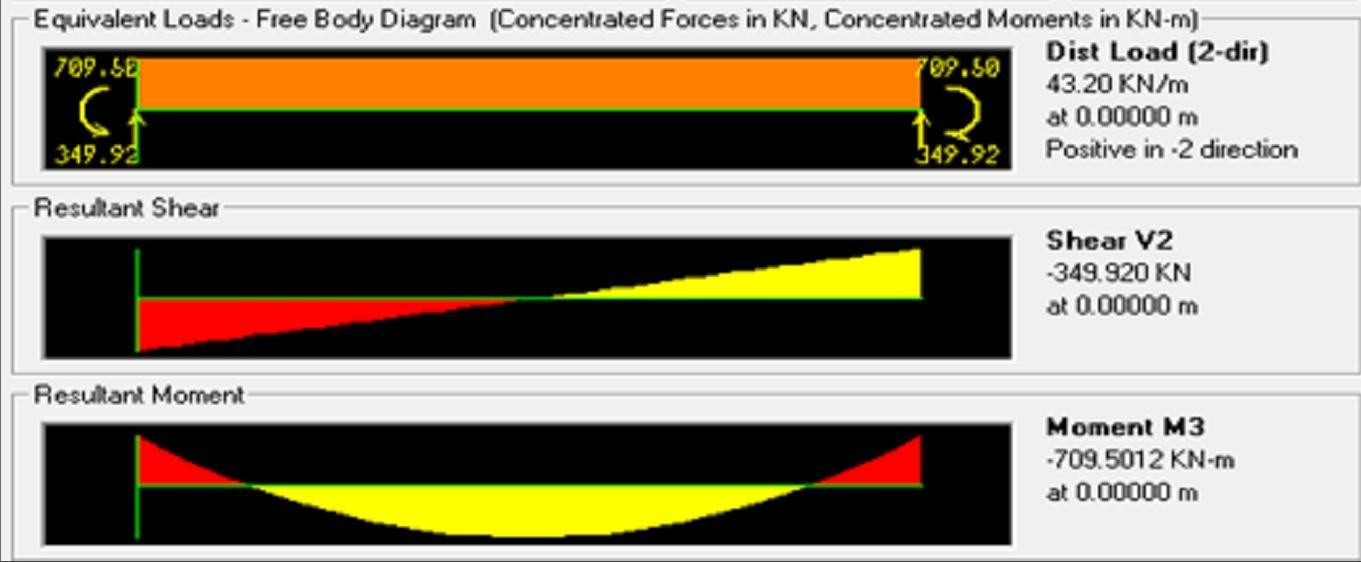 Equivalent Loads - Free Body Diagram (Concentrated Forces in KN, Concentrated Moments in KN-m)
709.50 709.50
349.92 349.92
Dist Load (2-dir)
43.20 KN/m
at 0.00000 m
Positive in -2 direction
Resultant Shear
Shear V2
-349.920 KN
at 0.00000 m
Resultant Moment
Moment M3
-709.5012 KN-m
at 0.00000 m